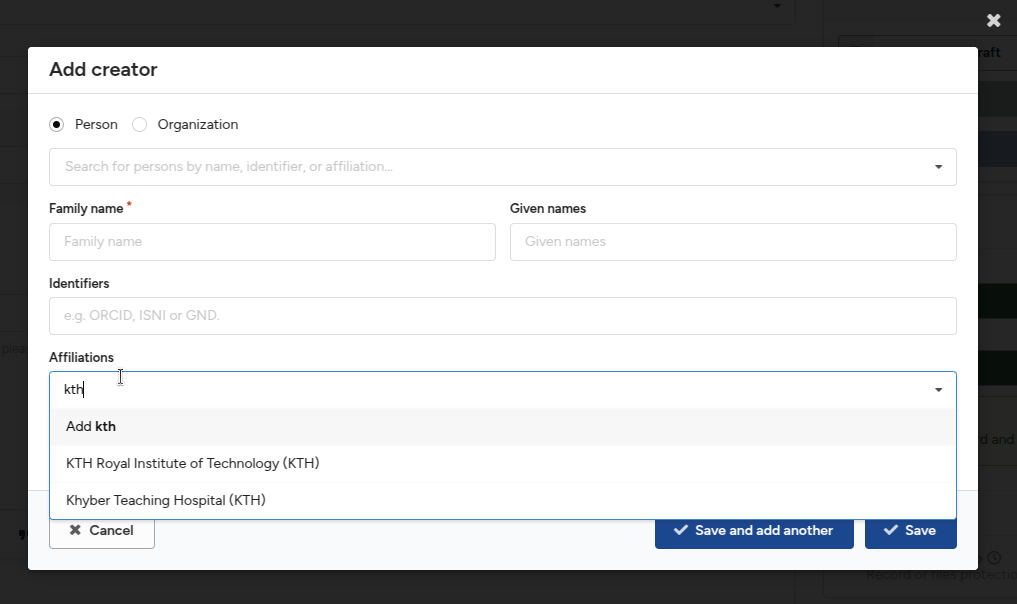 raft
Add creator
Person Organization
Search for persons by name, identifier, or affiliation...
Family name * Given names
Family name Given names
Identifiers
e.g. ORCID, ISNI or GND.
plea
Affiliations
kth
Add kth
d and
KTH Royal Institute of Technology (KTH)
Khyber Teaching Hospital (KTH)
Cancel Save and add another Save
Record or files protectio